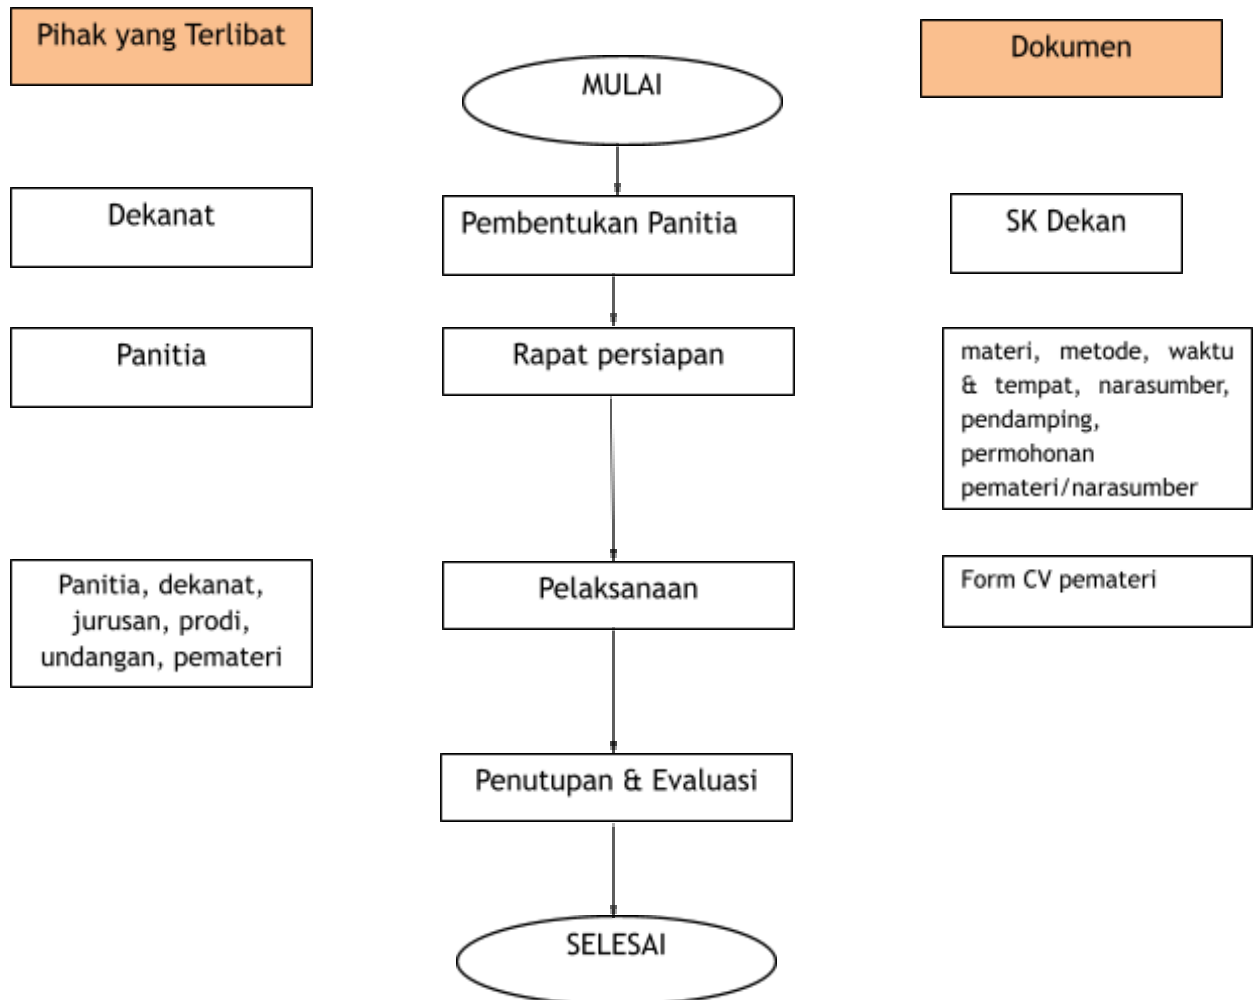 Pihak yang Terlibat
Dokumen
MULAI
Dekanat
Pembentukan Panitia
SK Dekan
Panitia
Rapat persiapan
materi, metode, waktu
& tempat, narasumber,
pendamping,
permohonan
pemateri/narasumber
Panitia, dekanat,
jurusan, prodi,
undangan, pemateri
Pelaksanaan
Form CV pemateri
Penutupan & Evaluasi
SELESAI